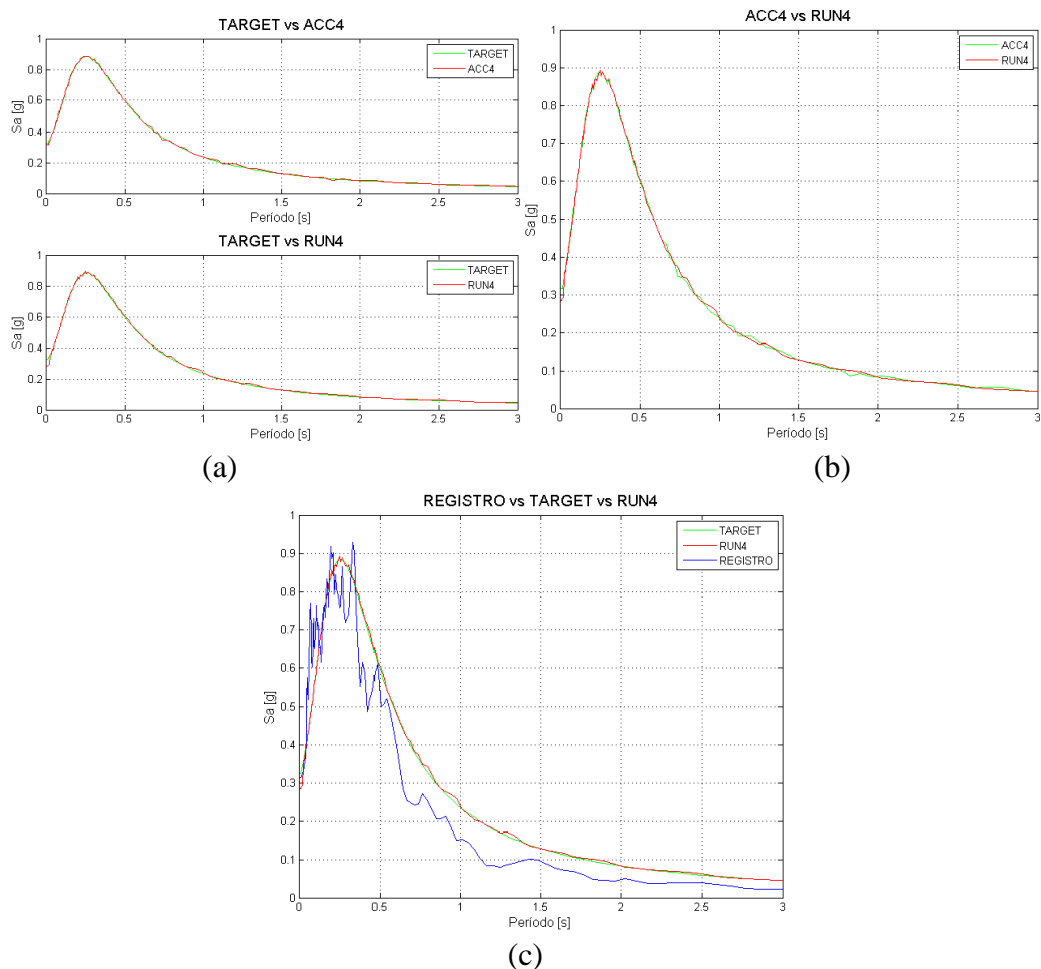 TARGET vs ACC4
1
0.8
0.6
0.4
0.2
0
Sa [g]
0 0.5 1 1.5 2 2.5 3
Período [s]
TARGET
ACC4
TARGET vs RUN4
1
0.8
0.6
0.4
0.2
0
Sa [g]
0 0.5 1 1.5 2 2.5 3
Período [s]
TARGET
RUN4
(a)
ACC4 vs RUN4
1
0.9
0.8
0.7
0.6
0.5
0.4
0.3
0.2
0.1
0
Sa [g]
0 0.5 1 1.5 2 2.5 3
Período [s]
ACC4
RUN4
(b)
REGISTRO vs TARGET vs RUN4
1
0.9
0.8
0.7
0.6
0.5
0.4
0.3
0.2
0.1
0
Sa [g]
0 0.5 1 1.5 2 2.5 3
Período [s]
TARGET
RUN4
REGISTRO
(c)